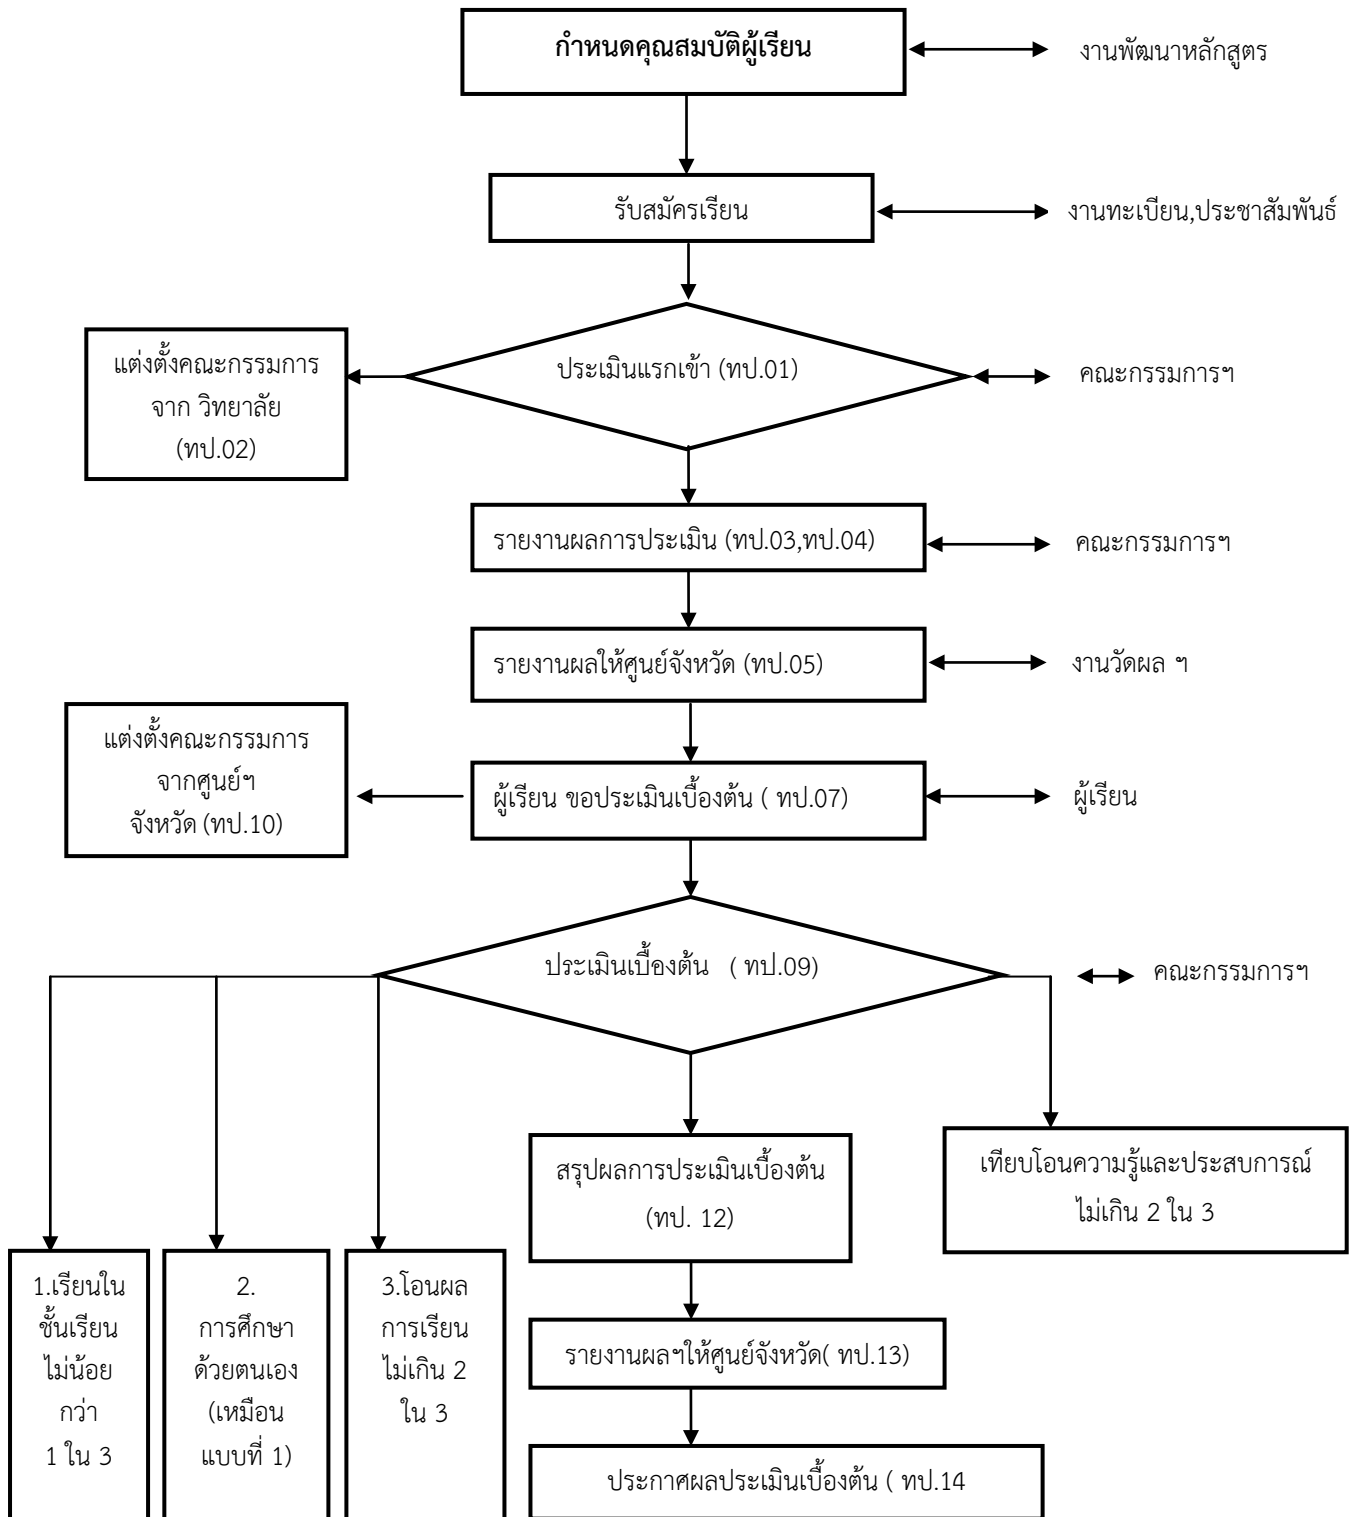 กำหนดคุณสมบัติผู้เรียน
งานพัฒนาหลักสูตร
รับสมัครเรียน
งานทะเบียน,ประชาสัมพันธ์
แต่งตั้งคณะกรรมการ
จาก วิทยาลัย
(ทป.02)
ประเมินแรกเข้า (ทป.01)
คณะกรรมการฯ
รายงานผลการประเมิน (ทป.03,ทป.04)
คณะกรรมการฯ
รายงานผลให้ศูนย์จังหวัด (ทป.05)
งานวัดผล ฯ
แต่งตั้งคณะกรรมการ
จากศูนย์ฯ
จังหวัด (ทป.10)
ผู้เรียน ขอประเมินเบื้องต้น ( ทป.07)
ผู้เรียน
ประเมินเบื้องต้น ( ทป.09)
คณะกรรมการฯ
สรุปผลการประเมินเบื้องต้น
(ทป. 12)
เทียบโอนความรู้และประสบการณ์
ไม่เกิน 2 ใน 3
1.เรียนใน
ชั้นเรียน
ไม่น้อย
กว่า
1 ใน 3
2.
การศึกษา
ด้วยตนเอง
(เหมือน
แบบที่ 1)
3.โอนผล
การเรียน
ไม่เกิน 2
ใน 3
รายงานผลฯให้ศูนย์จังหวัด( ทป.13)
ประกาศผลประเมินเบื้องต้น ( ทป.14